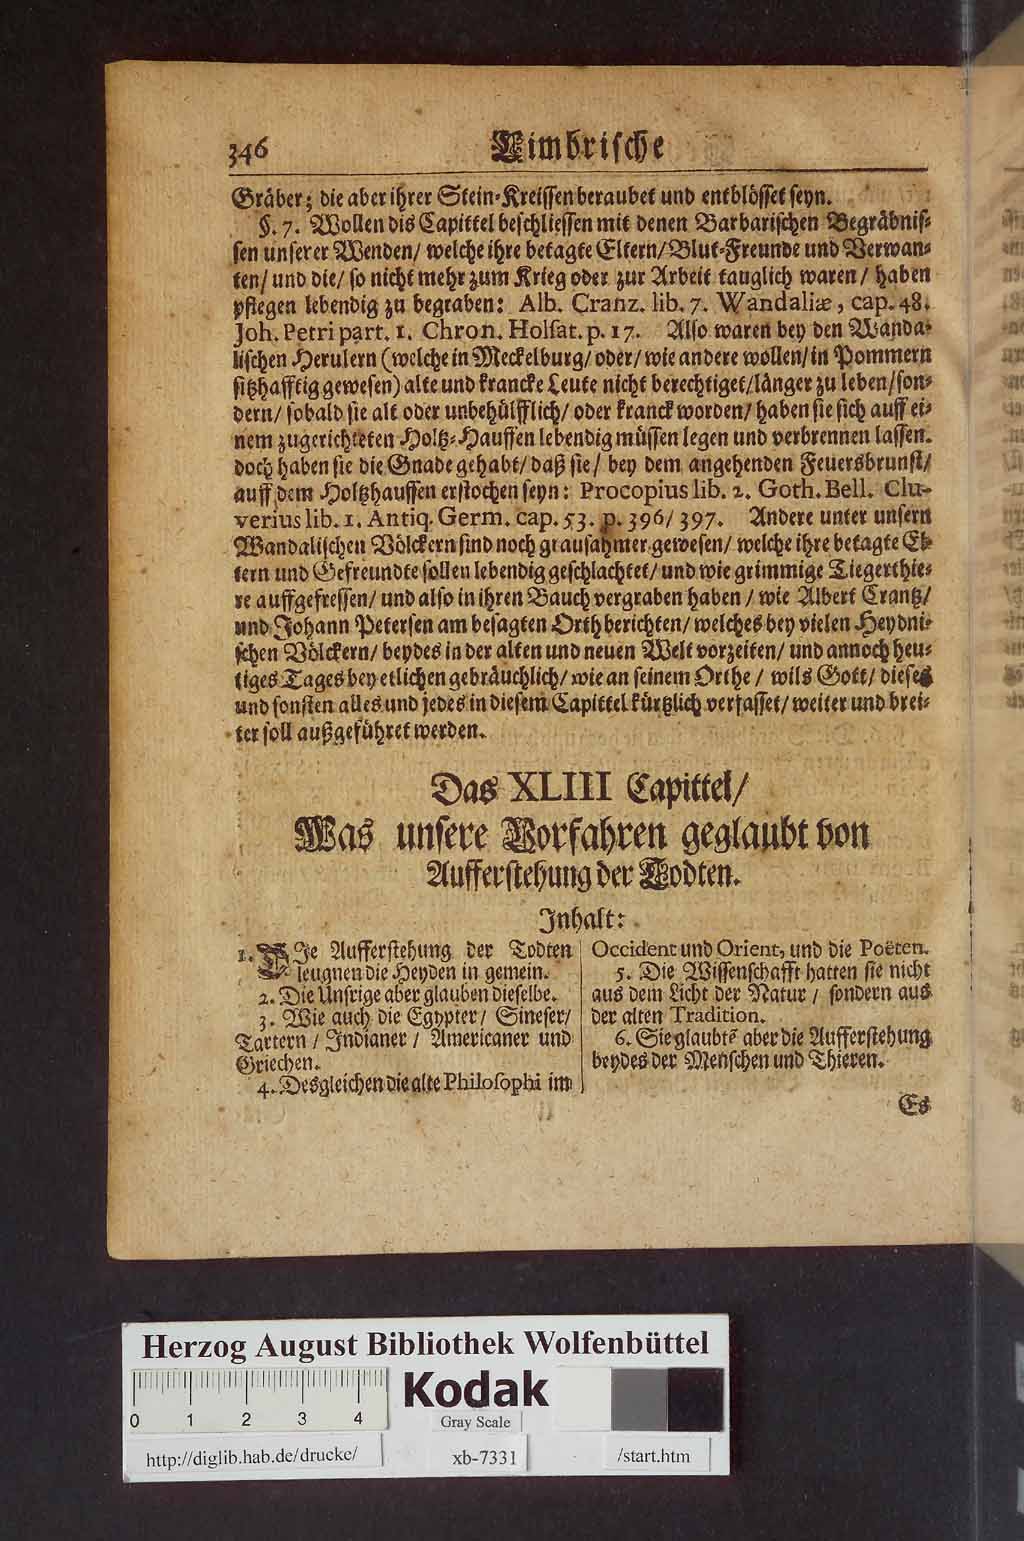 346 Cimbrische
Gräber; die aber ihrer Stein-Kreissen beraubet und entblösset seyn.
§. 7. Wollen dis Capittel beschliessen mit denen Barbarischen Begräbnis-
sen unserer Wenden/ welche ihre betagte Eltern/ Blut-Freunde und Verwan-
ten/ und die/ so nicht mehr zum Krieg oder zur Arbeit tauglich waren/ haben
pflegen lebendig zu begraben: Alb. Cranz. lib. 7. Wandaliæ, cap. 48.
Joh. Petri part. 1. Chron. Holsat. p. 17. Also waren bey den Wanda-
lischen Herulern (welche in Meckelburg/ oder/ wie andere wollen/ in Pommern
sitzhafftig gewesen) alte und krancke Leute nicht berechtiget/ länger zu leben/ son-
dern/ sobald sie alt oder unbehülfflich/ oder kranck worden/ haben sie sich auff ei-
nem zugerichteten Holtz-Hauffen lebendig müssen legen und verbrennen lassen.
doch haben sie die Gnade gehabt/ daß sie/ bey dem angehenden Feuersbrunst/
auff dem Holtzhauffen erstochen seyn: Procopius lib. 2. Goth. Bell. Clu-
verius lib. 1. Antiq. Germ. cap. 53. p. 396/ 397. Andere unter unsern
Wandalischen Völckern sind noch grausahmer gewesen/ welche ihre betagte El-
tern und Gefreundte sollen lebendig geschlachtet/ und wie grimmige Tiegerthie-
re auffgefressen/ und also in ihren Bauch vergraben haben/ wie Albert Crantz/
und Johann Petersen am besagten Orth berichten/ welches bey vielen Heydni-
schen Völckern/ beydes in der alten und neuen Welt vorzeiten/ und annoch heu-
tiges Tages bey etlichen gebräuchlich/ wie an seinem Orthe/ wils Gott/ dieses
und sonsten alles und jedes in diesem Capittel kürtzlich verfasset/ weiter und brei-
ter soll außgeführet werden.
Das XLIII Capittel/
Was unsere Vorfahren geglaubt von
Aufferstehung der Todten.
Inhalt:
1. DJe Aufferstehung der Todten
leugnen die Heyden in gemein.
2. Die Unsrige aber glauben dieselbe.
3. Wie auch die Egypter/ Sineser/
Tartern/ Indianer/ Americaner und
Griechen.
4. Desgleichen die alte Philosophi im
Occident und Orient, und die Poëten.
5. Die Wissenschafft hatten sie nicht
aus dem Licht der Natur/ sondern aus
der alten Tradition.
6. Sie glaubtẽ aber die Aufferstehung
beydes der Menschen und Thieren.
Es
Herzog August Bibliothek Wolfenbüttel
0 1 2 3 4
Kodak
Gray Scale
http://diglib.hab.de/drucke/ xb-7331 /start.htm